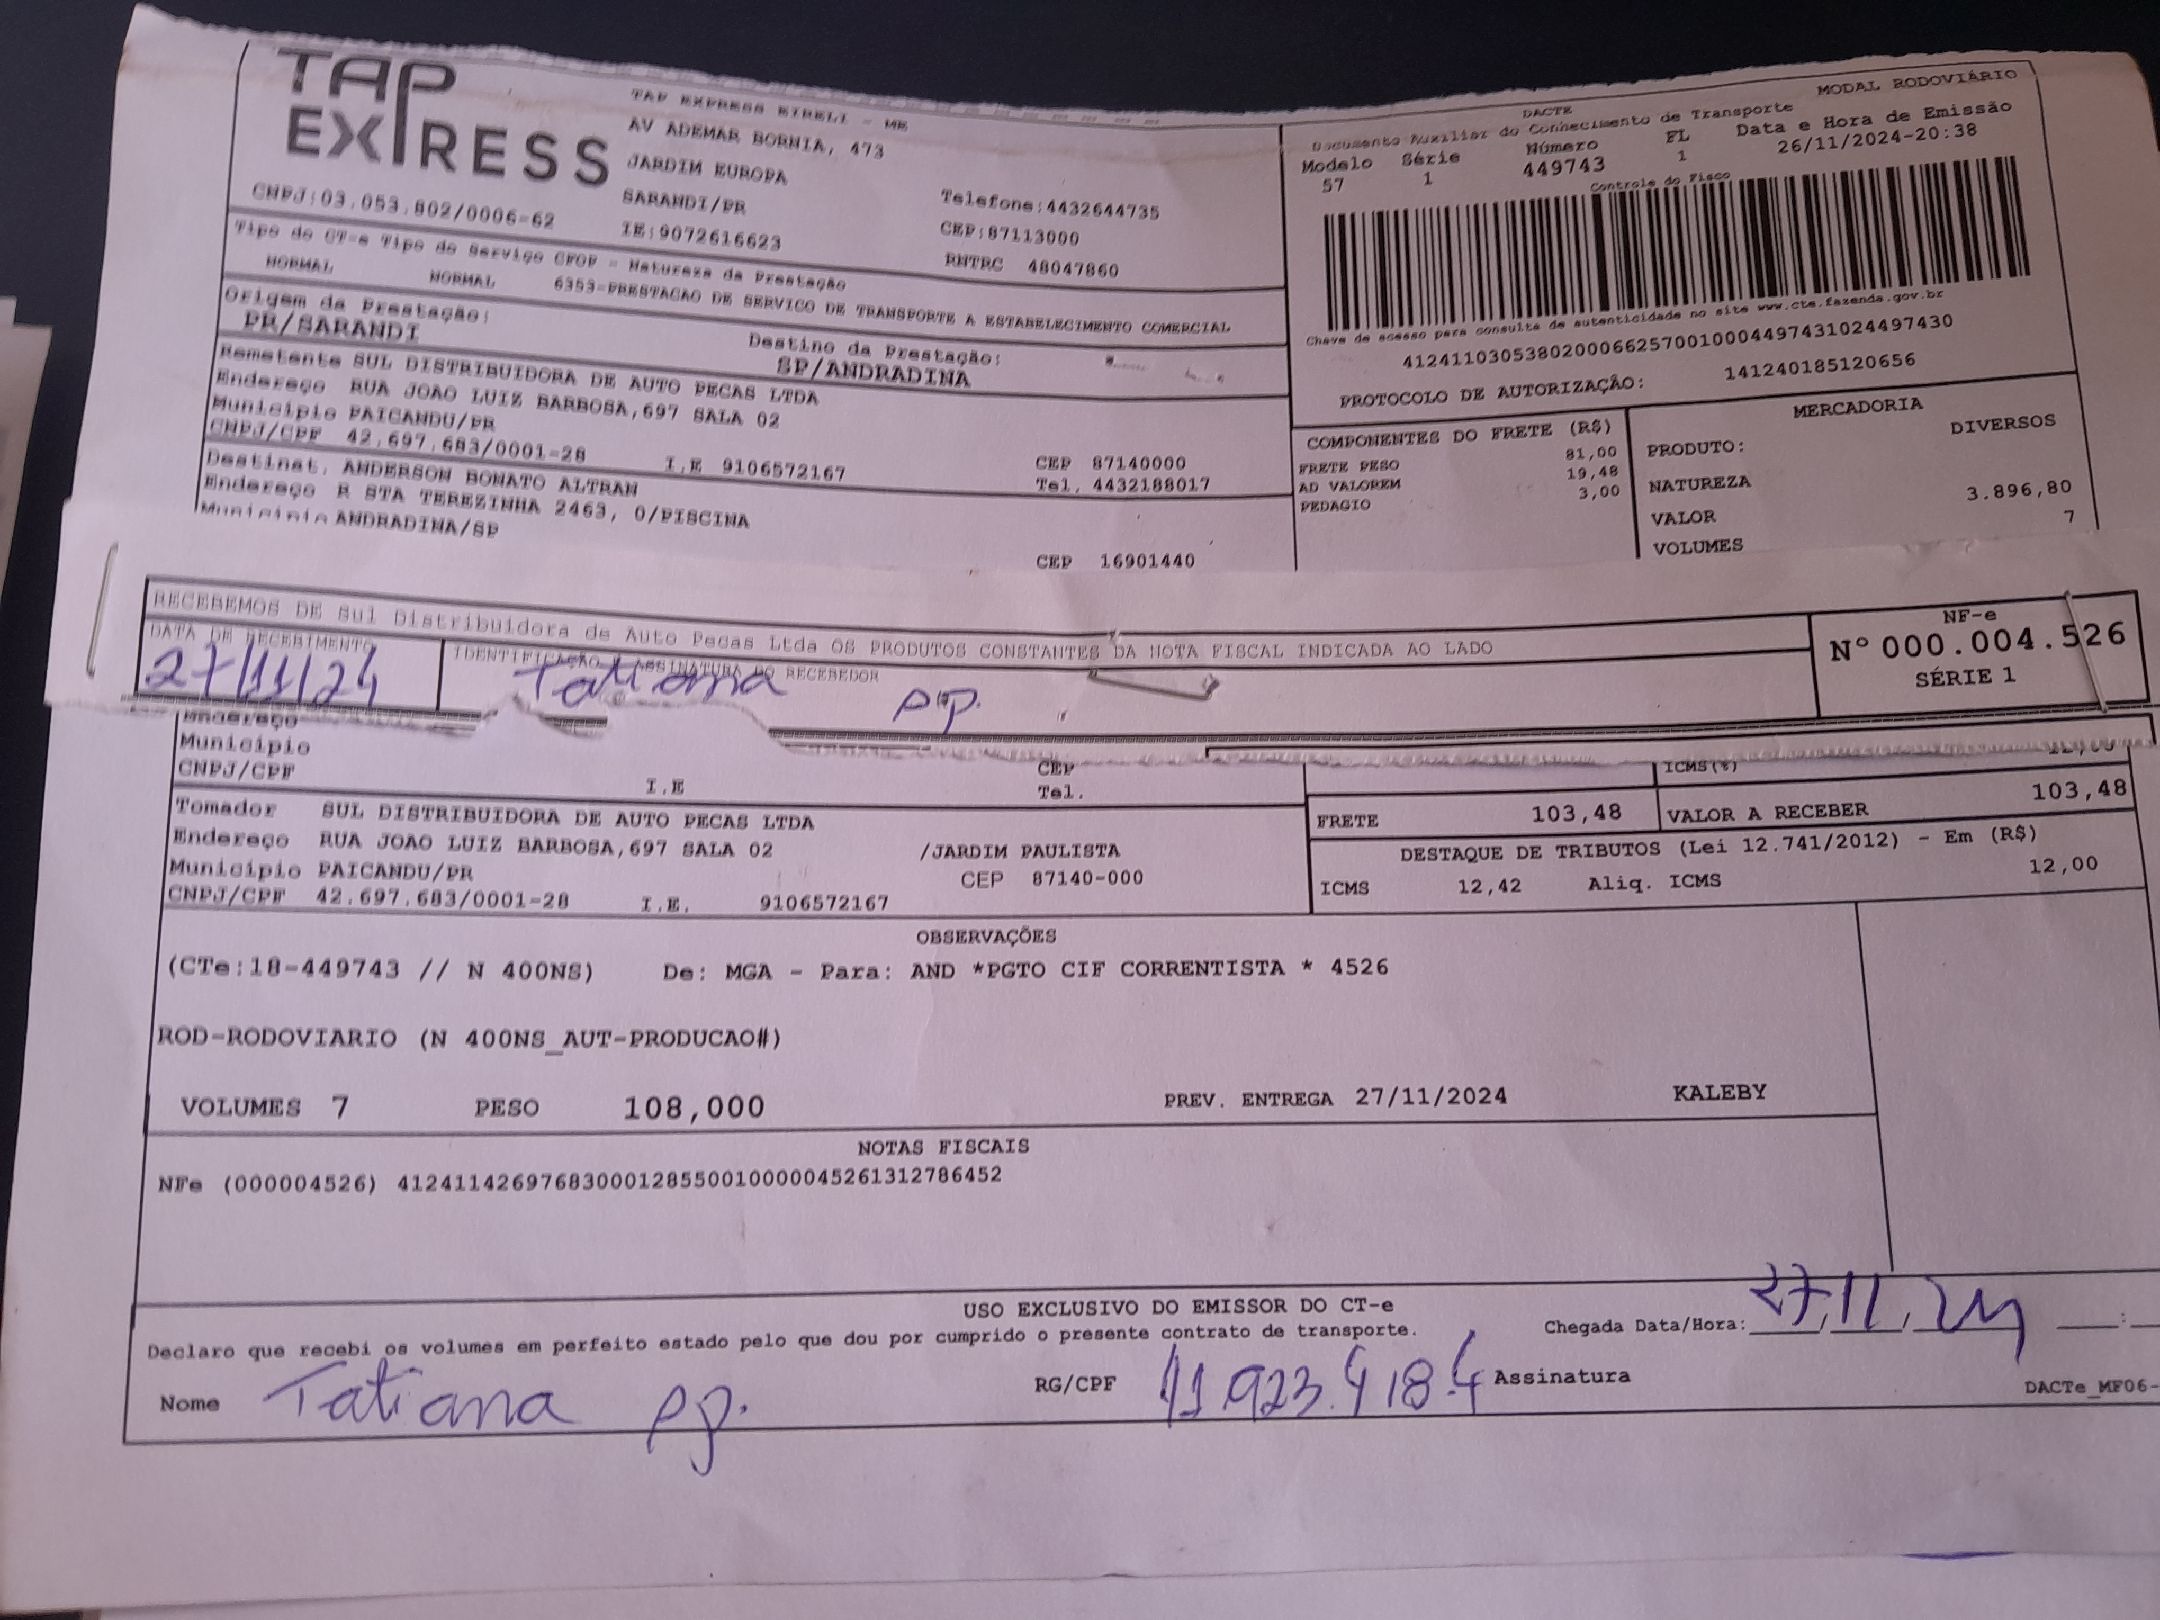 TAP
EXPRESS
TAP EXPRESS EIRELI - ME
AV ADEMAR BORNIA, 473
JARDIM EUROPA
SARANDI/PR
IE:9072616623
CNPJ:03.053.802/0006-62
Telefone:4432644735
CEP:87113000
RNTRC 48047860
MODAL RODOVIÁRIO
DACTE
Documento Auxiliar do Conhecimento de Transporte
Modelo Série Número FL Data e Hora de Emissão
57 1 449743 1 26/11/2024-20:38
Controle do Fisco
Chave de acesso para consulta de autenticidade no site www.cte.fazenda.gov.br
41241103053802000662570010004497431024497430
PROTOCOLO DE AUTORIZAÇÃO: 141240185120656
Tipo do CT-e Tipo do Serviço CFOP - Natureza da Prestação
NORMAL NORMAL 6353-PRESTACAO DE SERVICO DE TRANSPORTE A ESTABELECIMENTO COMERCIAL
Origem da Prestação: Destino da Prestação:
PR/SARANDI SP/ANDRADINA
Remetente SUL DISTRIBUIDORA DE AUTO PECAS LTDA
Endereço RUA JOAO LUIZ BARBOSA,697 SALA 02
Município PAICANDU/PR CEP 87140000
CNPJ/CPF 42.697.683/0001-28 I.E 9106572167 Tel. 4432188017
Destinat. ANDERSON BONATO ALTRAN
Endereço R STA TEREZINHA 2463, 0/PISCINA
Município ANDRADINA/SP CEP 16901440
COMPONENTES DO FRETE (R$)
FRETE PESO 81,00
AD VALOREM 19,48
PEDAGIO 3,00
MERCADORIA
PRODUTO: DIVERSOS
NATUREZA
VALOR 3.896,80
VOLUMES 7
RECEBEMOS DE Sul Distribuidora de Auto Pecas Ltda OS PRODUTOS CONSTANTES DA NOTA FISCAL INDICADA AO LADO
DATA DE RECEBIMENTO IDENTIFICAÇÃO E ASSINATURA DO RECEBEDOR
27/11/24 Tatiana pp.
NF-e
Nº 000.004.526
SÉRIE 1
Endereço
Município CEP
CNPJ/CPF I.E Tel.
ICMS(%)
FRETE 103,48 VALOR A RECEBER 103,48
DESTAQUE DE TRIBUTOS (Lei 12.741/2012) - Em (R$)
ICMS 12,42 Aliq. ICMS 12,00
Tomador SUL DISTRIBUIDORA DE AUTO PECAS LTDA
Endereço RUA JOAO LUIZ BARBOSA,697 SALA 02 /JARDIM PAULISTA
Município PAICANDU/PR CEP 87140-000
CNPJ/CPF 42.697.683/0001-28 I.E. 9106572167
OBSERVAÇÕES
(CTe:18-449743 // N 400NS) De: MGA - Para: AND *PGTO CIF CORRENTISTA * 4526
ROD-RODOVIARIO (N 400NS_AUT-PRODUCAO#)
VOLUMES 7 PESO 108,000 PREV. ENTREGA 27/11/2024 KALEBY
NOTAS FISCAIS
NFe (000004526) 41241142697683000128550010000045261312786452
USO EXCLUSIVO DO EMISSOR DO CT-e
Declaro que recebi os volumes em perfeito estado pelo que dou por cumprido o presente contrato de transporte.
Chegada Data/Hora: 27/11/24 :
Nome Tatiana pp. RG/CPF 41.923.418.4 Assinatura
DACTe_MF06-